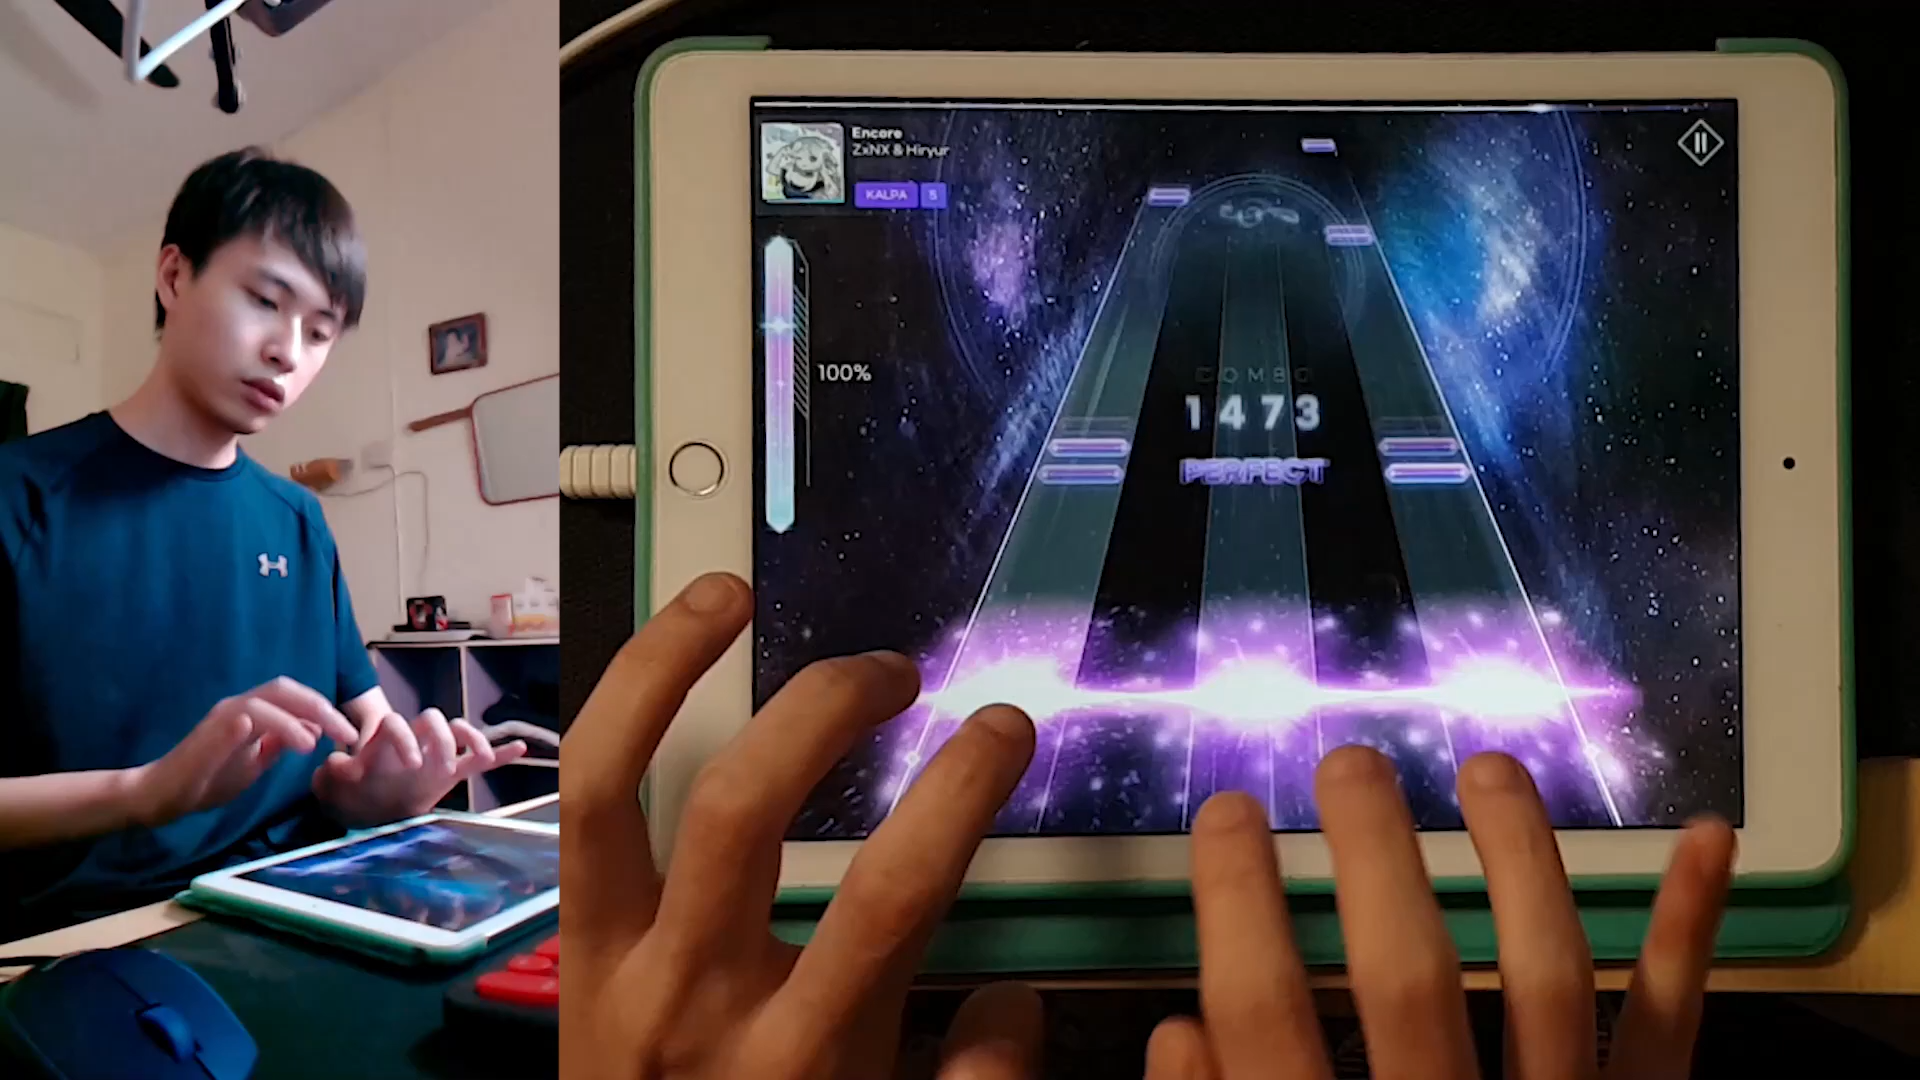 Encore
ZxNX & Hiryur
KALPA 5
100%
COMBO
1473
PERFECT